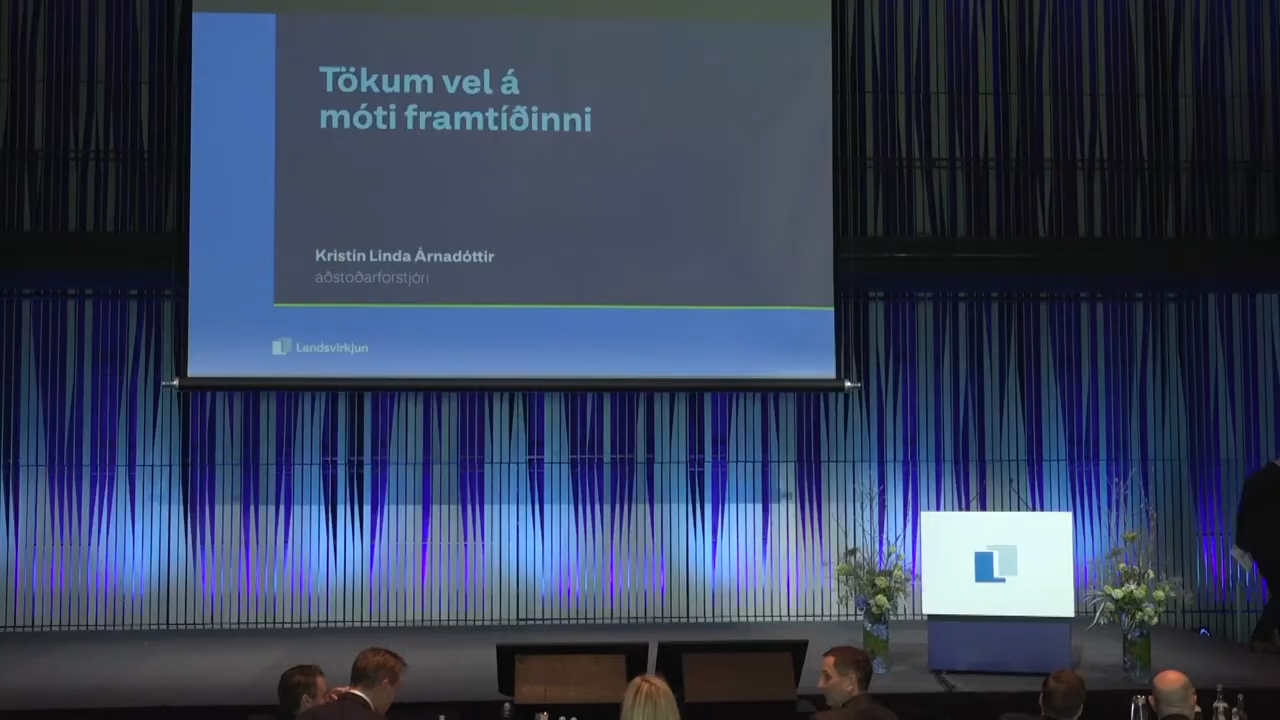 Tökum vel á
móti framtíðinni
Kristín Linda Árnadóttir
aðstoðarforstjóri
Landsvirkjun